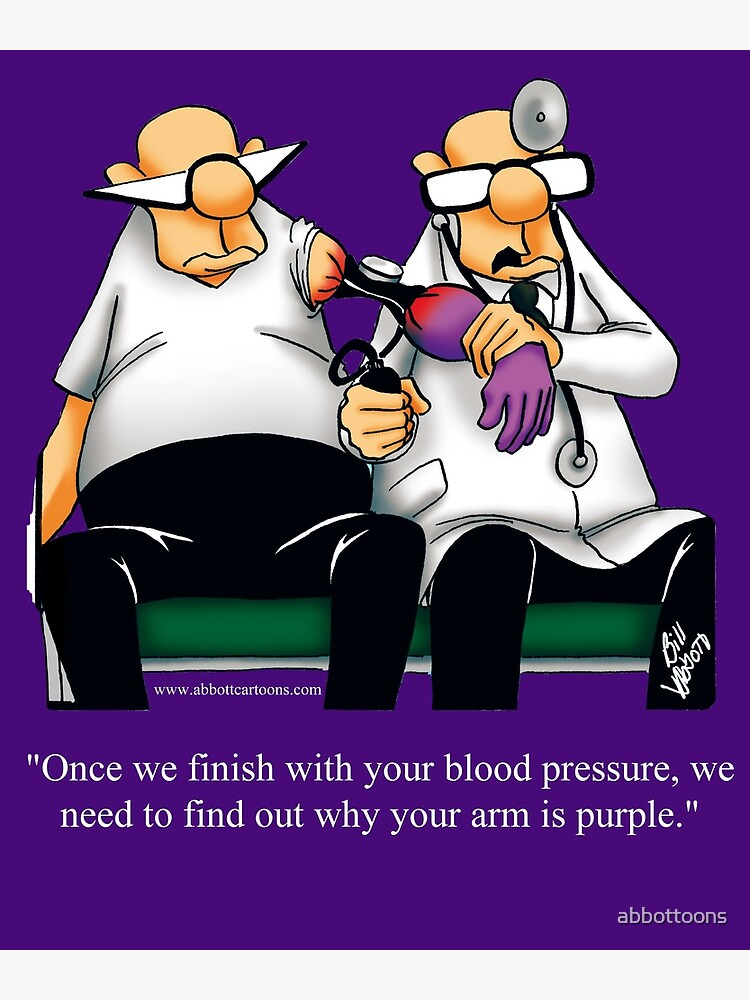 Bill
Abbott
www.abbottcartoons.com
"Once we finish with your blood pressure, we
need to find out why your arm is purple."
abbottoons